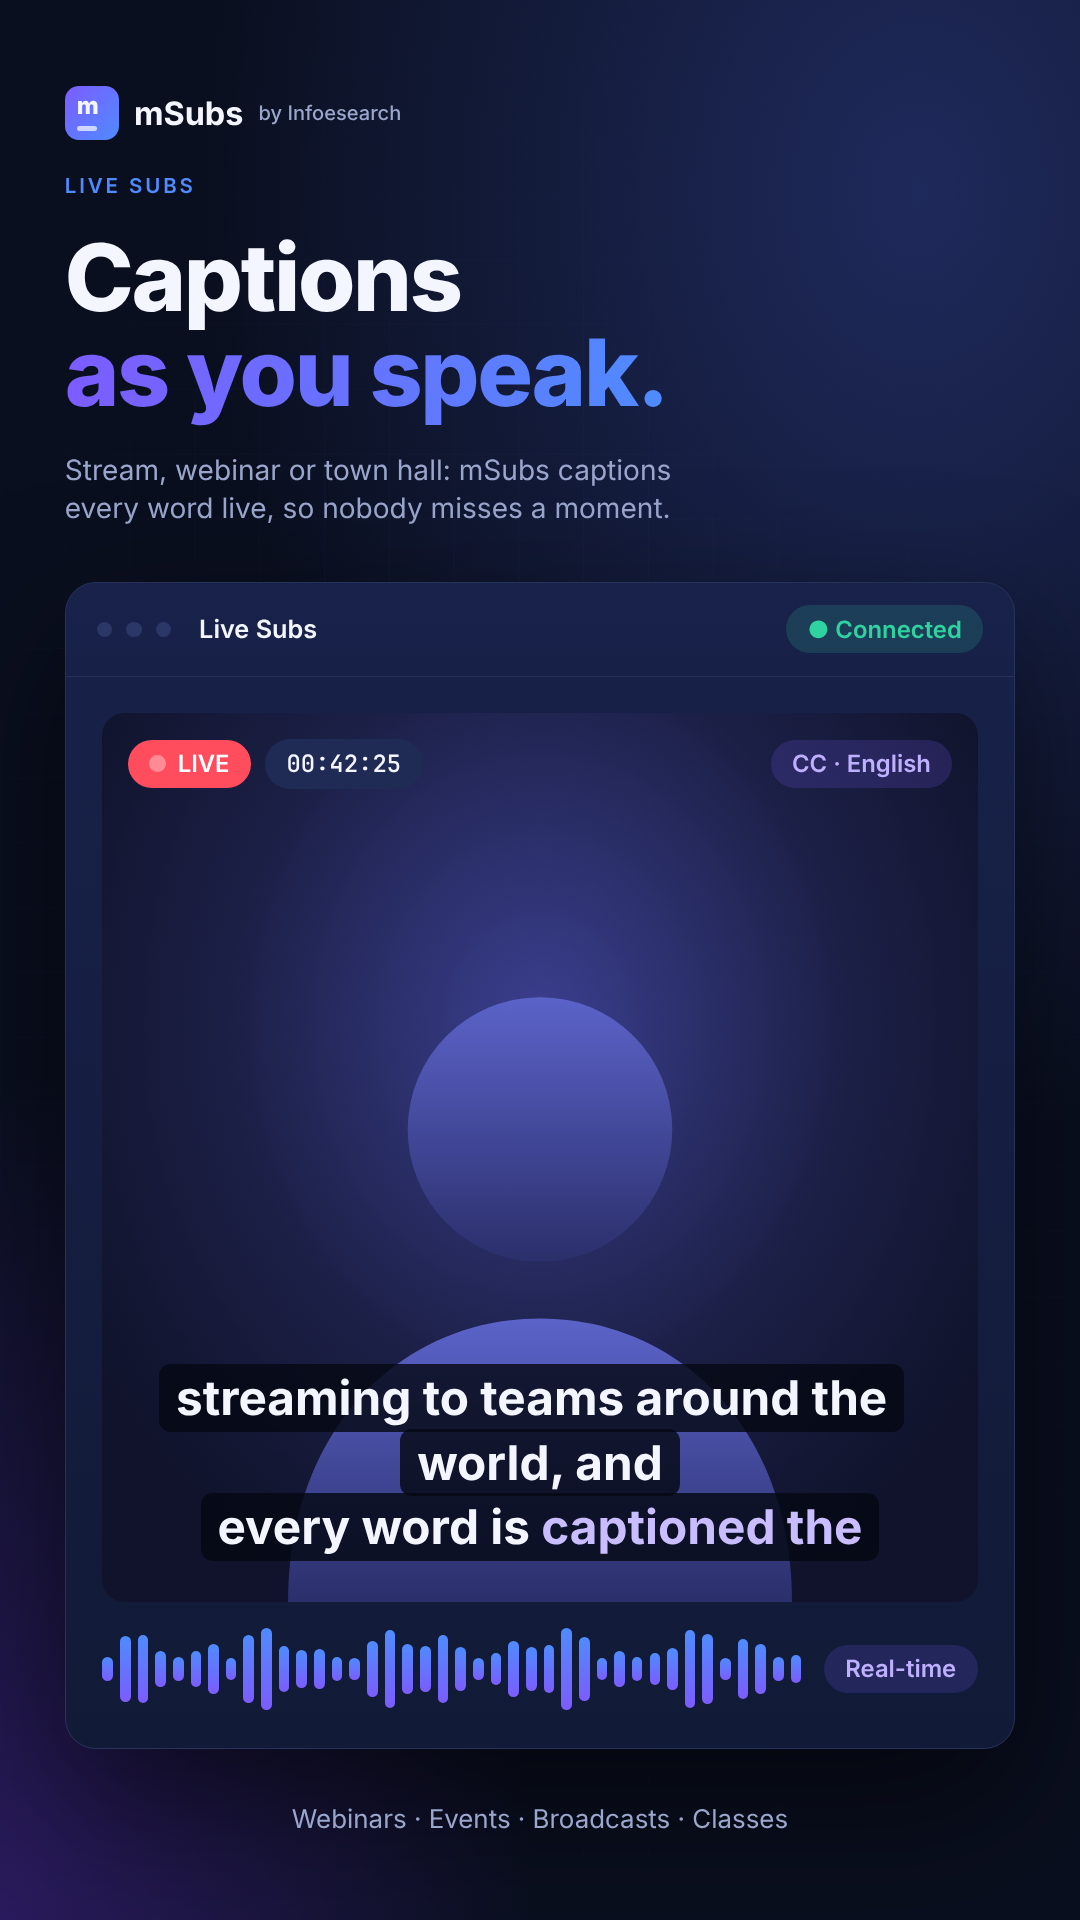 m
mSubs by Infoesearch
LIVE SUBS
Captions
as you speak.
Stream, webinar or town hall: mSubs captions
every word live, so nobody misses a moment.
Live Subs
Connected
LIVE
00:42:25
CC · English
streaming to teams around the
world, and
every word is captioned the
Real-time
Webinars · Events · Broadcasts · Classes